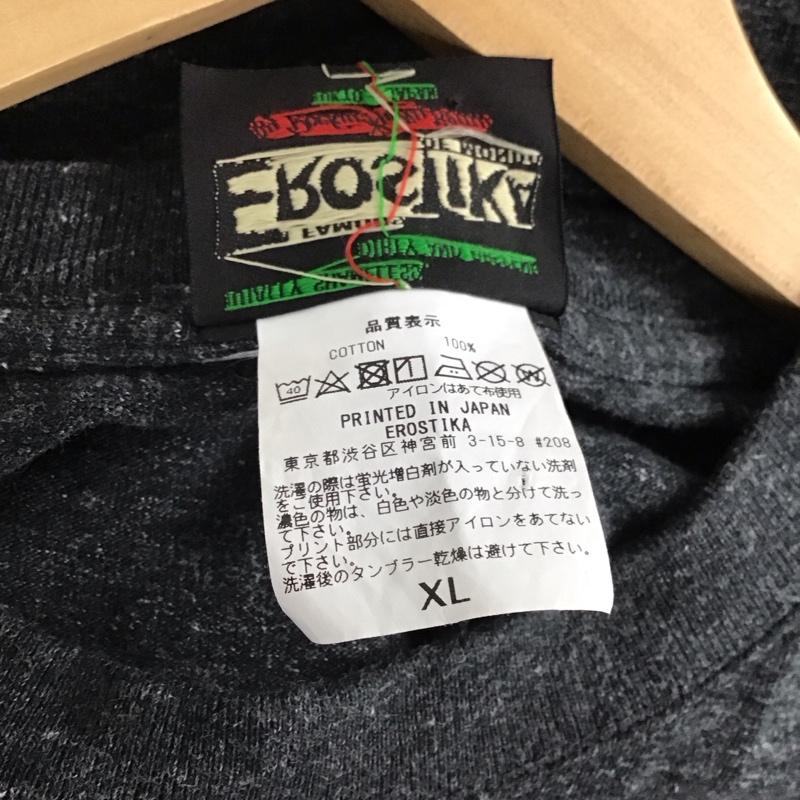 EROSTIKA
品質表示
COTTON 100%
40
アイロンはあて布使用
PRINTED IN JAPAN
EROSTIKA
東京都渋谷区神宮前 3-15-8 #208
洗濯の際は蛍光増白剤が入っていない洗剤
をご使用下さい。
濃色の物は、白色や淡色の物と分けて洗っ
て下さい。
プリント部分には直接アイロンをあてない
で下さい。
洗濯後のタンブラー乾燥は避けて下さい。
XL